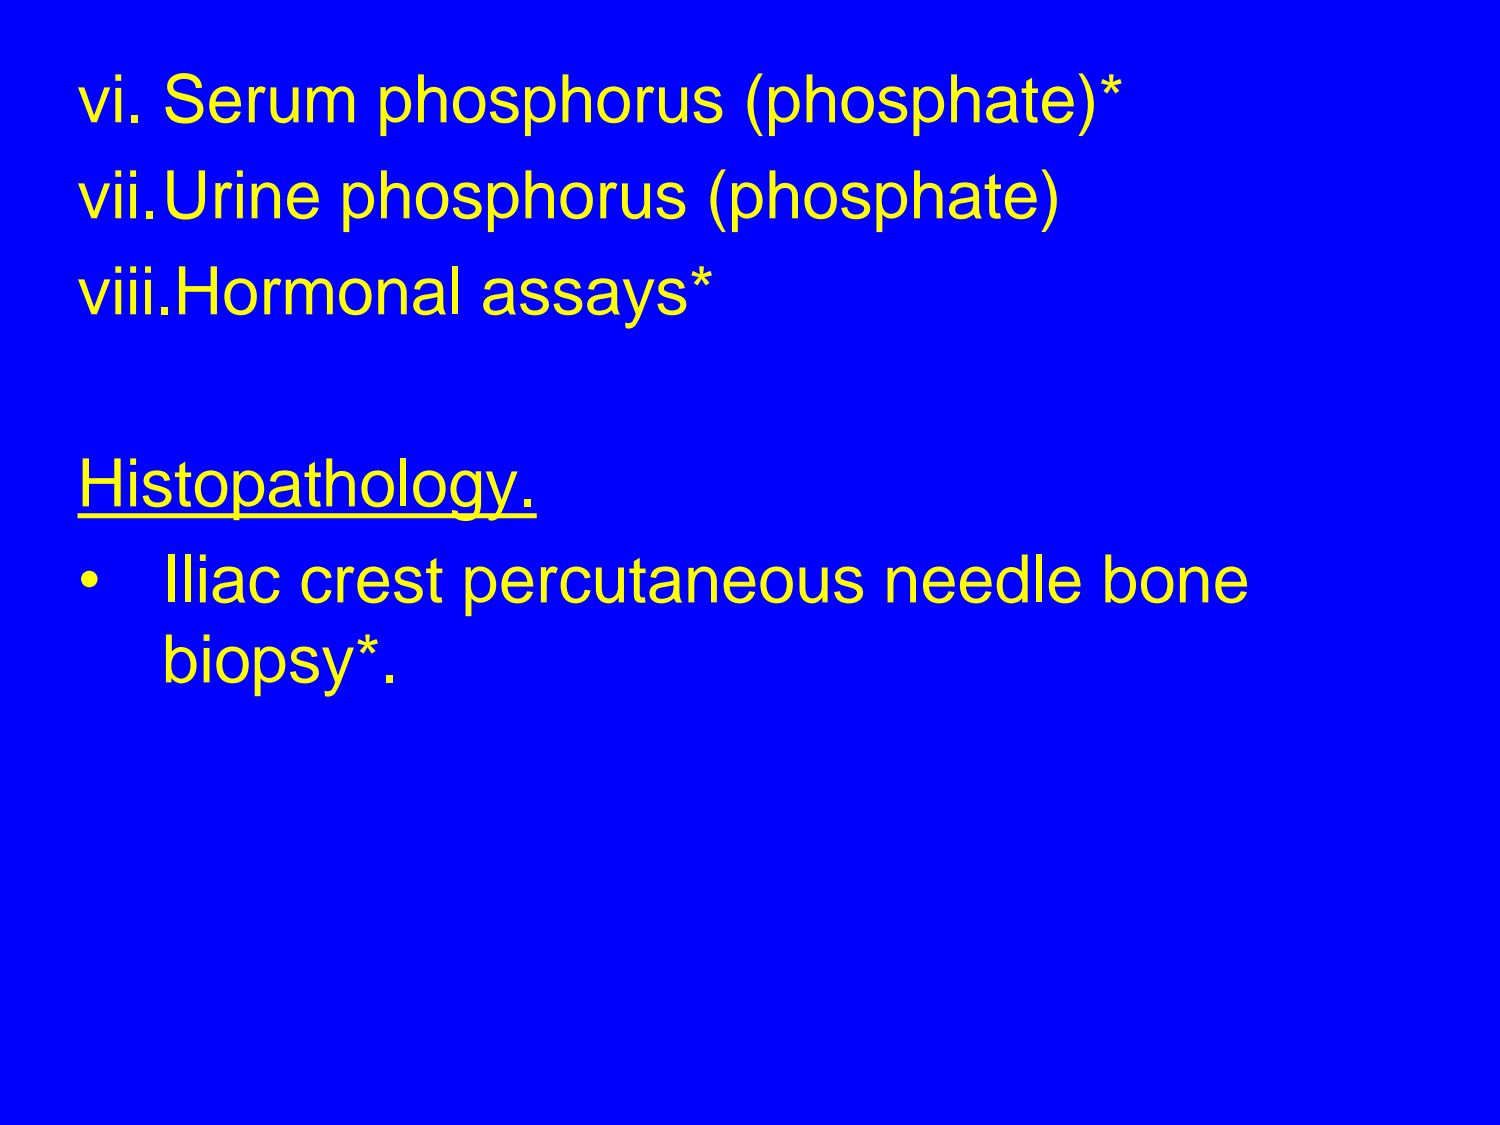 vi. Serum phosphorus (phosphate)*
vii.Urine phosphorus (phosphate)
viii.Hormonal assays*
Histopathology.
• Iliac crest percutaneous needle bone
biopsy*.